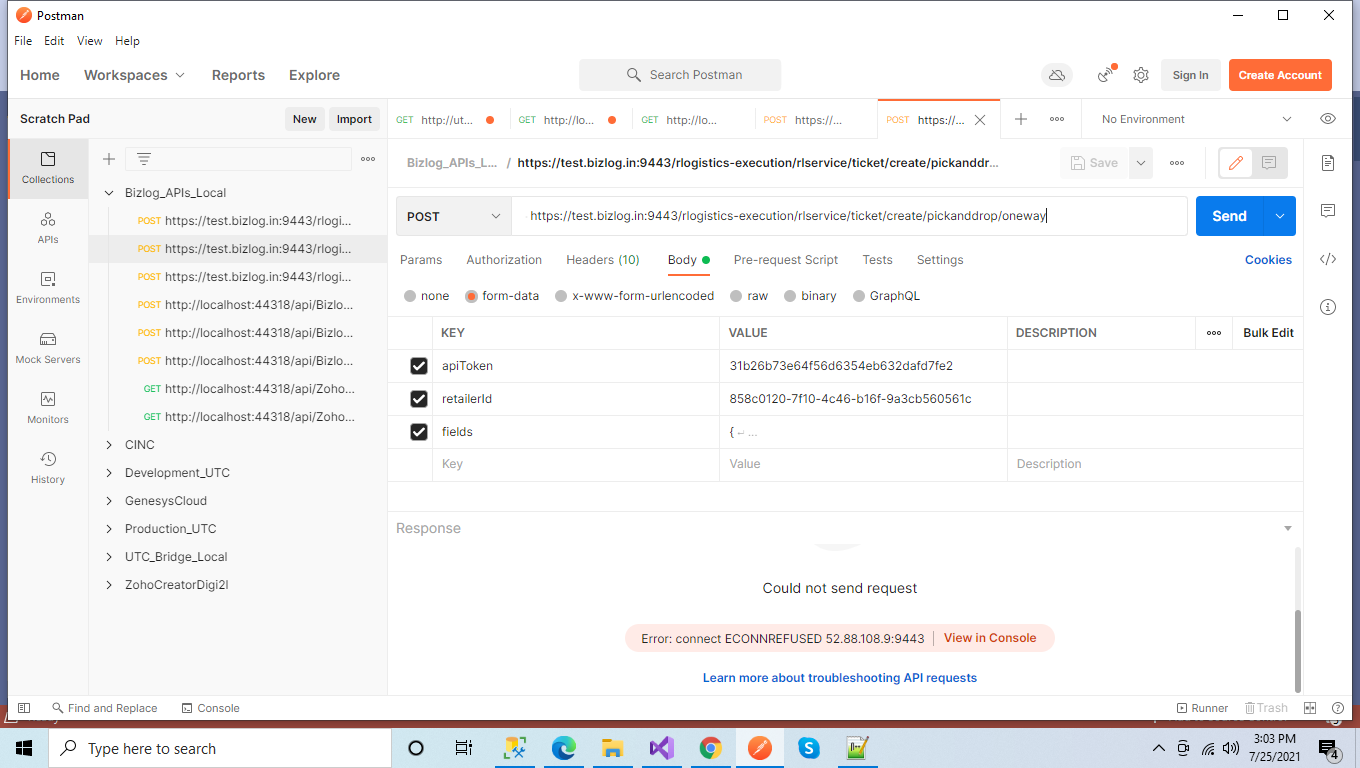 Postman
File Edit View Help
Home Workspaces Reports Explore Search Postman Sign In Create Account
Scratch Pad New Import
GET http://ut... GET http://lo... GET http://lo... POST https://... POST https://... No Environment
Collections
APIs
Environments
Mock Servers
Monitors
History
Bizlog_APIs_Local
POST https://test.bizlog.in:9443/rlogi...
POST https://test.bizlog.in:9443/rlogi...
POST https://test.bizlog.in:9443/rlogi...
POST http://localhost:44318/api/Bizlo...
POST http://localhost:44318/api/Bizlo...
POST http://localhost:44318/api/Bizlo...
GET http://localhost:44318/api/Zoho...
GET http://localhost:44318/api/Zoho...
CINC
Development_UTC
GenesysCloud
Production_UTC
UTC_Bridge_Local
ZohoCreatorDigi2l
Bizlog_APIs_L... / https://test.bizlog.in:9443/rlogistics-execution/rlservice/ticket/create/pickanddr... Save
POST https://test.bizlog.in:9443/rlogistics-execution/rlservice/ticket/create/pickanddrop/oneway Send
Params Authorization Headers (10) Body Pre-request Script Tests Settings Cookies
none form-data x-www-form-urlencoded raw binary GraphQL
KEY VALUE DESCRIPTION Bulk Edit
apiToken 31b26b73e64f56d6354eb632dafd7fe2
retailerId 858c0120-7f10-4c46-b16f-9a3cb560561c
fields { ↵ ...
Key Value Description
Response
Could not send request
Error: connect ECONNREFUSED 52.88.108.9:9443 View in Console
Learn more about troubleshooting API requests
Find and Replace Console Runner Trash
Type here to search
3:03 PM
7/25/2021
4